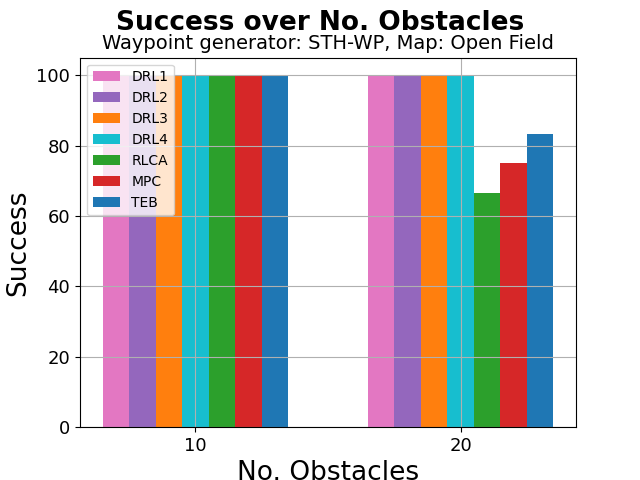 Success over No. Obstacles
Waypoint generator: STH-WP, Map: Open Field
100
80
60
40
20
0
Success
DRL1
DRL2
DRL3
DRL4
RLCA
MPC
TEB
10
20
No. Obstacles